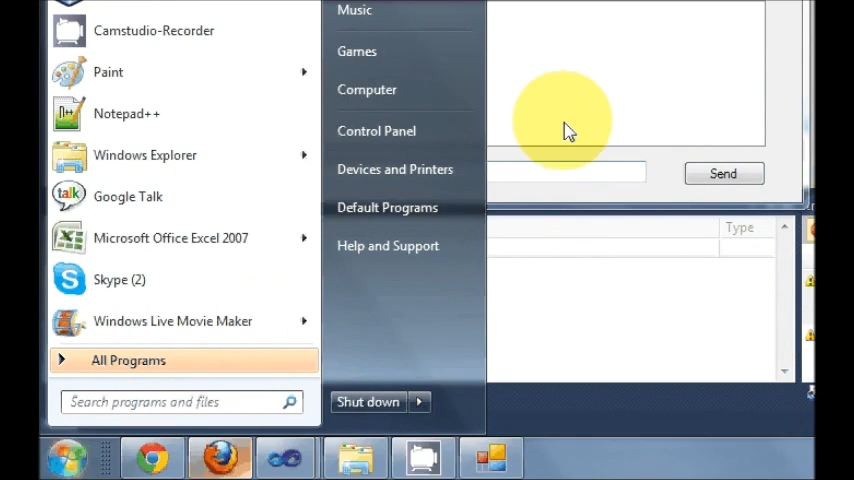 Camstudio-Recorder
Paint
Notepad++
Windows Explorer
talk
Google Talk
Microsoft Office Excel 2007
Skype (2)
Windows Live Movie Maker
All Programs
Search programs and files
Music
Games
Computer
Control Panel
Devices and Printers
Default Programs
Help and Support
Shut down
Send
Type